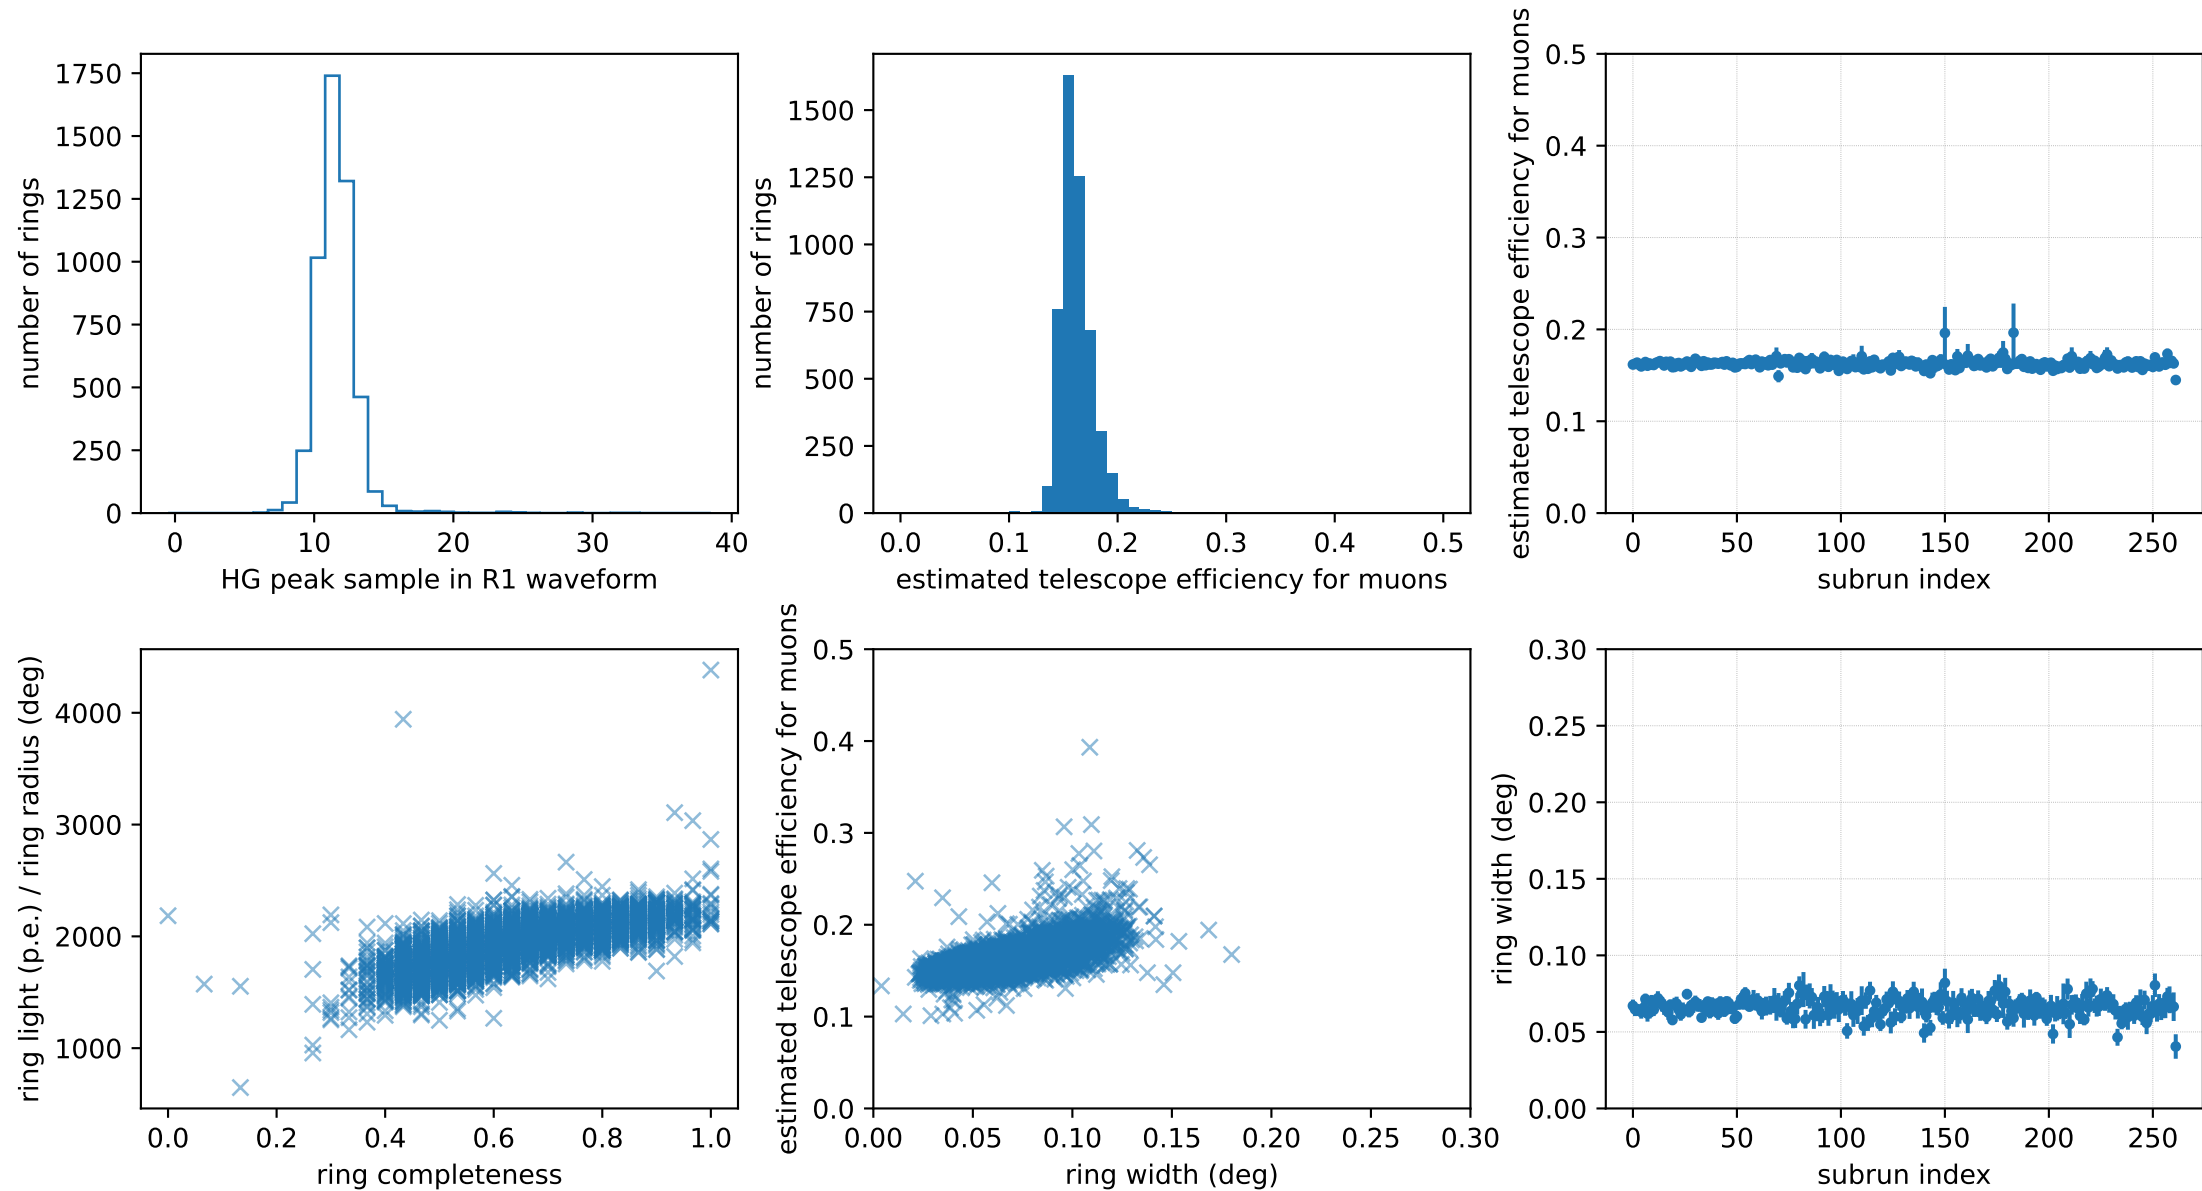 number of rings
1750
1500
1250
1000
750
500
250
0
0 10 20 30 40
HG peak sample in R1 waveform
number of rings
1500
1250
1000
750
500
250
0
0.0 0.1 0.2 0.3 0.4 0.5
estimated telescope efficiency for muons
estimated telescope efficiency for muons
0.5
0.4
0.3
0.2
0.1
0.0
0 50 100 150 200 250
subrun index
ring light (p.e.) / ring radius (deg)
4000
3000
2000
1000
0.0 0.2 0.4 0.6 0.8 1.0
ring completeness
estimated telescope efficiency for muons
0.5
0.4
0.3
0.2
0.1
0.0
0.00 0.05 0.10 0.15 0.20 0.25 0.30
ring width (deg)
ring width (deg)
0.30
0.25
0.20
0.15
0.10
0.05
0.00
0 50 100 150 200 250
subrun index